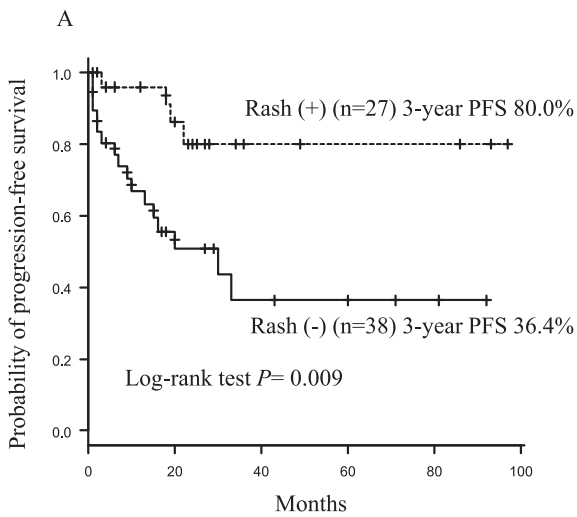 A
Probability of progression-free survival
1.0
0.8
0.6
0.4
0.2
0.0
Rash (+) (n=27) 3-year PFS 80.0%
Rash (-) (n=38) 3-year PFS 36.4%
Log-rank test P= 0.009
0 20 40 60 80 100
Months